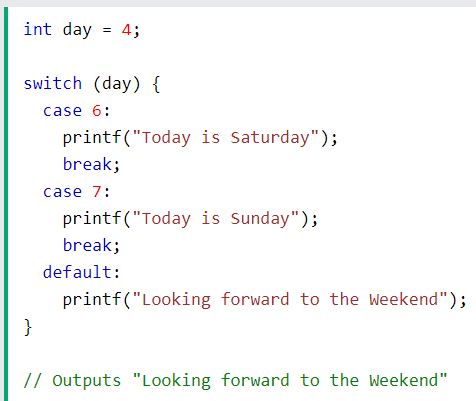 int day = 4;

switch (day) {
  case 6:
    printf("Today is Saturday");
    break;
  case 7:
    printf("Today is Sunday");
    break;
  default:
    printf("Looking forward to the Weekend");
}

// Outputs "Looking forward to the Weekend"